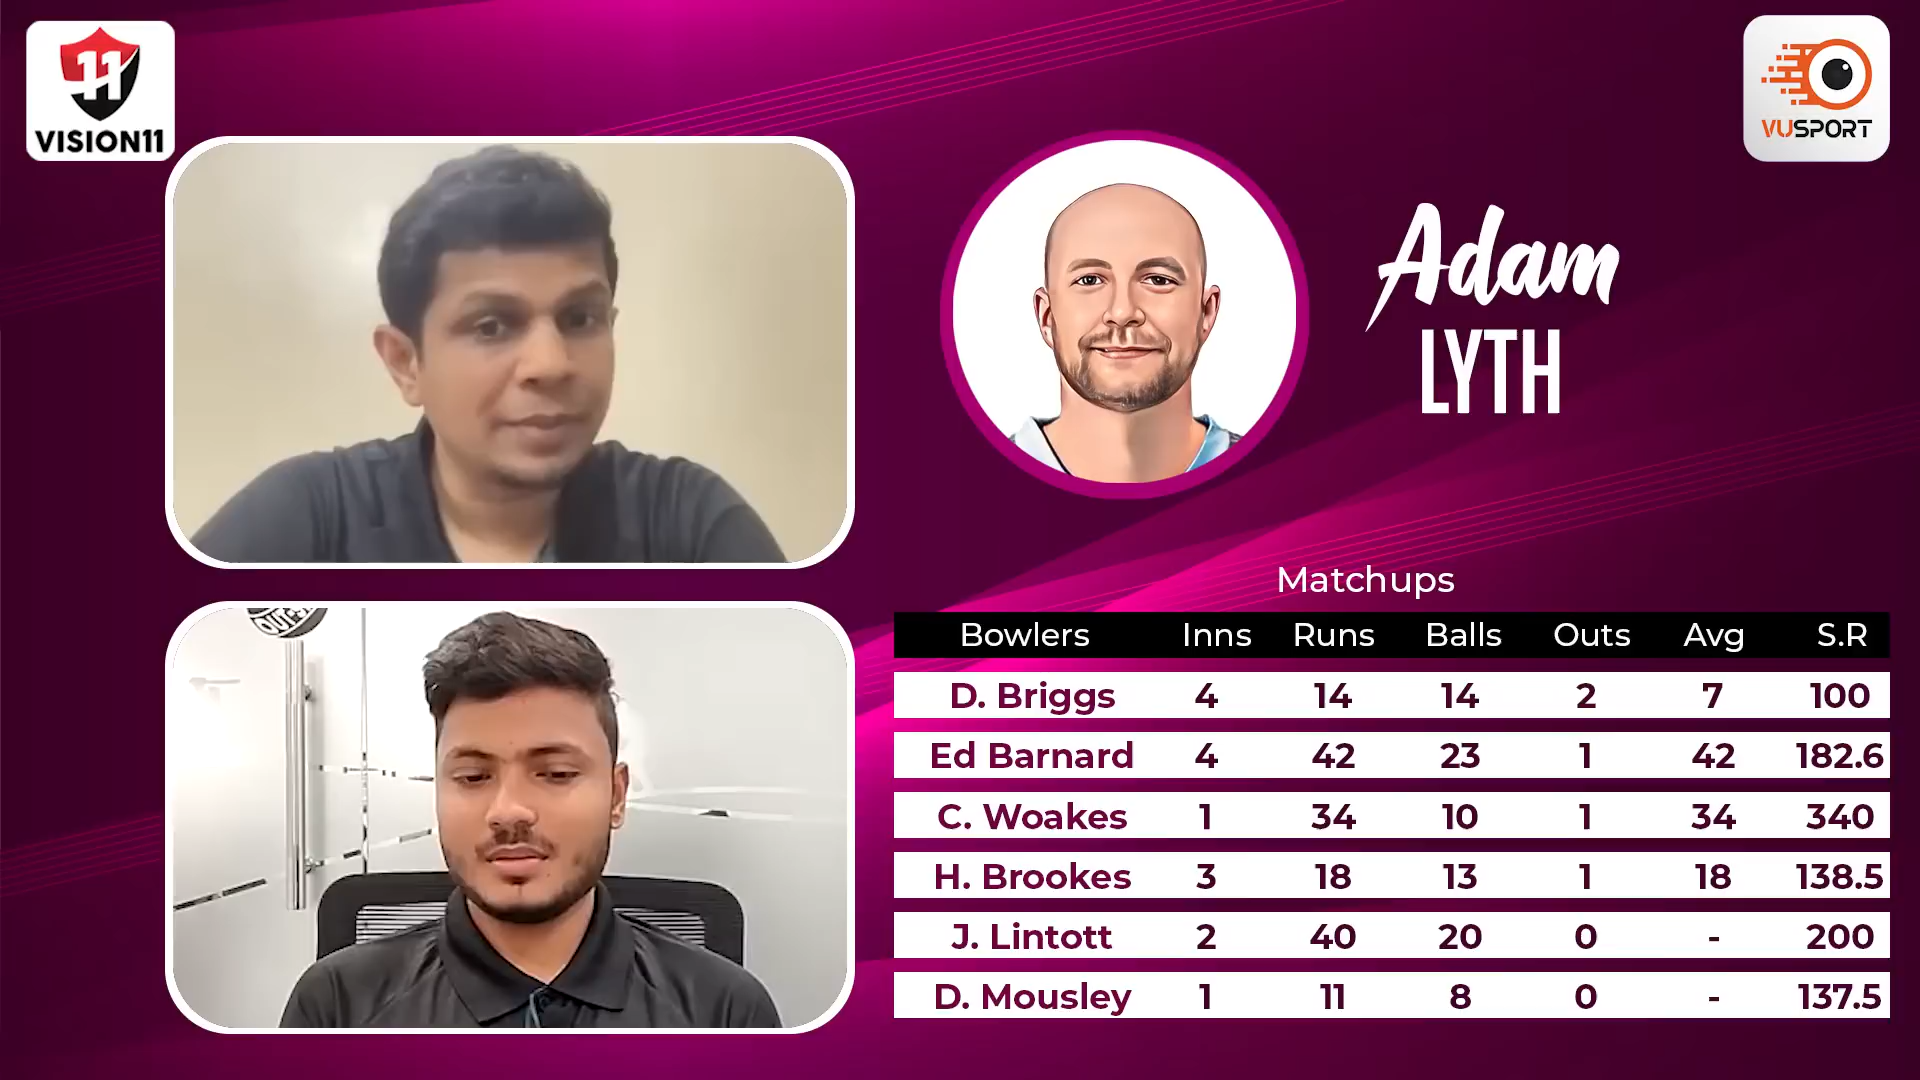 11
VISION11
VUSPORT
Adam
LYTH
OUT-S
Matchups
Bowlers Inns Runs Balls Outs Avg S.R
D. Briggs 4 14 14 2 7 100
Ed Barnard 4 42 23 1 42 182.6
C. Woakes 1 34 10 1 34 340
H. Brookes 3 18 13 1 18 138.5
J. Lintott 2 40 20 0 - 200
D. Mousley 1 11 8 0 - 137.5